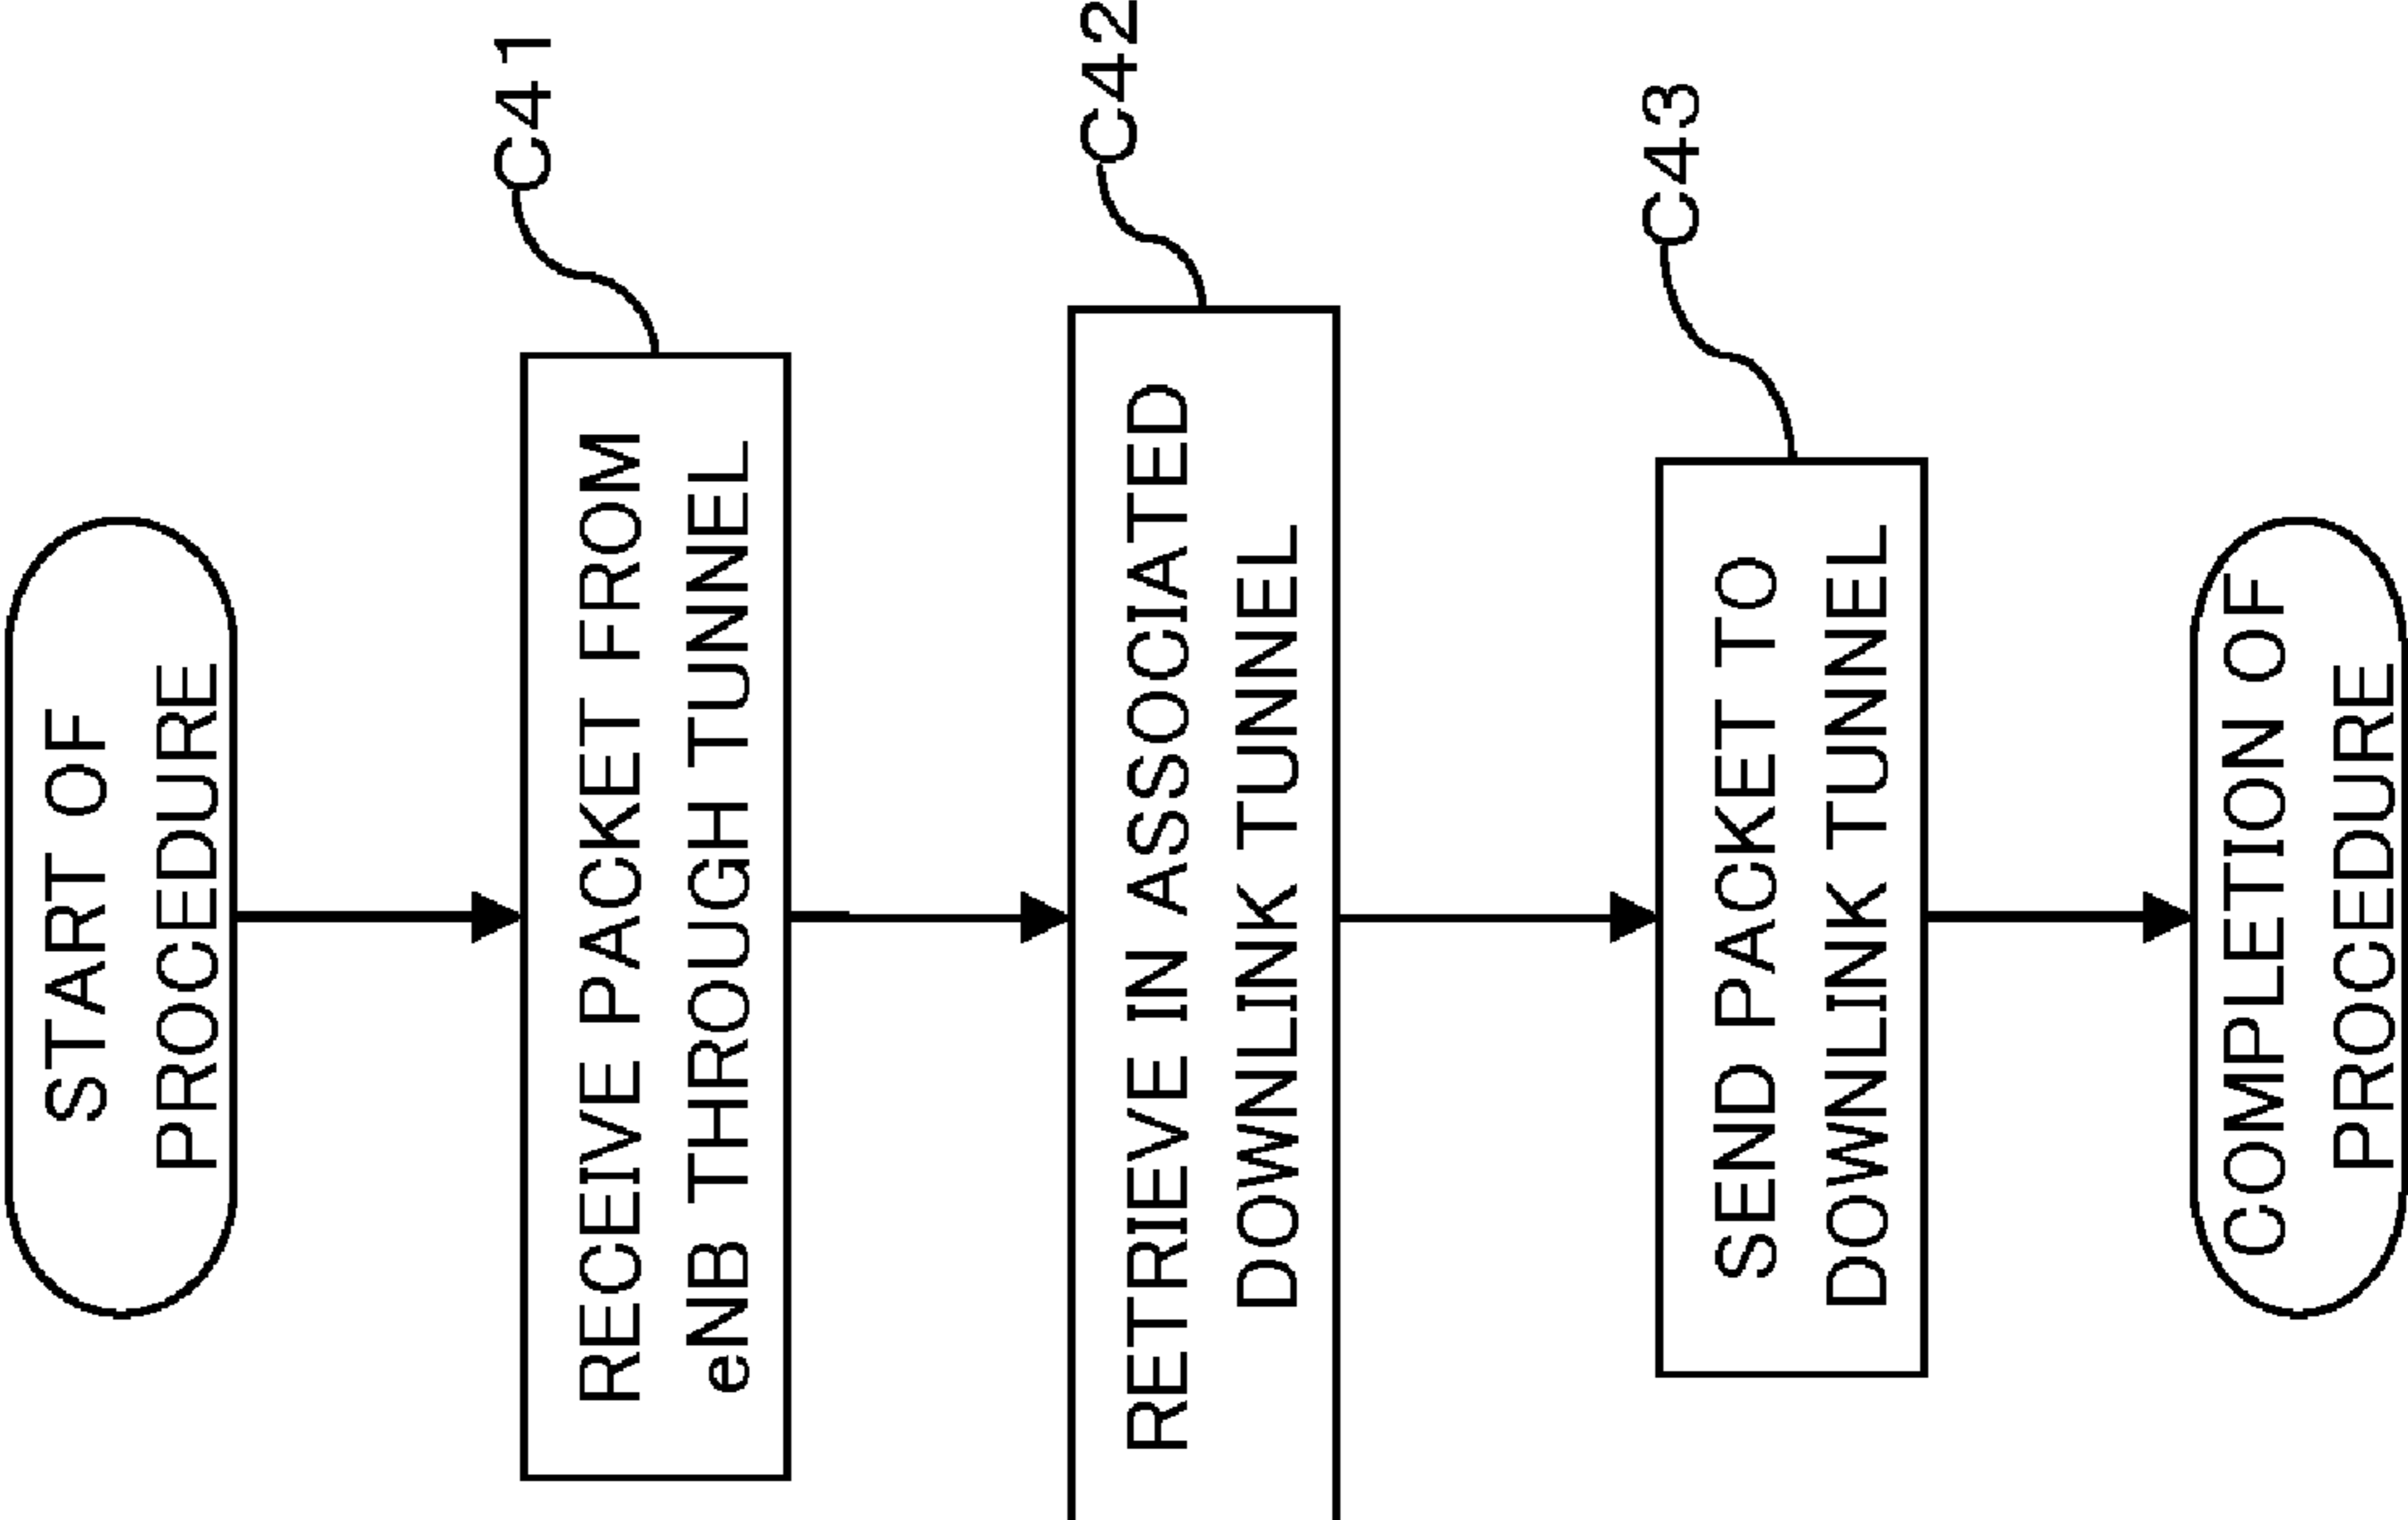 START OF
PROCEDURE
C41
RECEIVE PACKET FROM
eNB THROUGH TUNNEL
C42
RETRIEVE IN ASSOCIATED
DOWNLINK TUNNEL
C43
SEND PACKET TO
DOWNLINK TUNNEL
COMPLETION OF
PROCEDURE